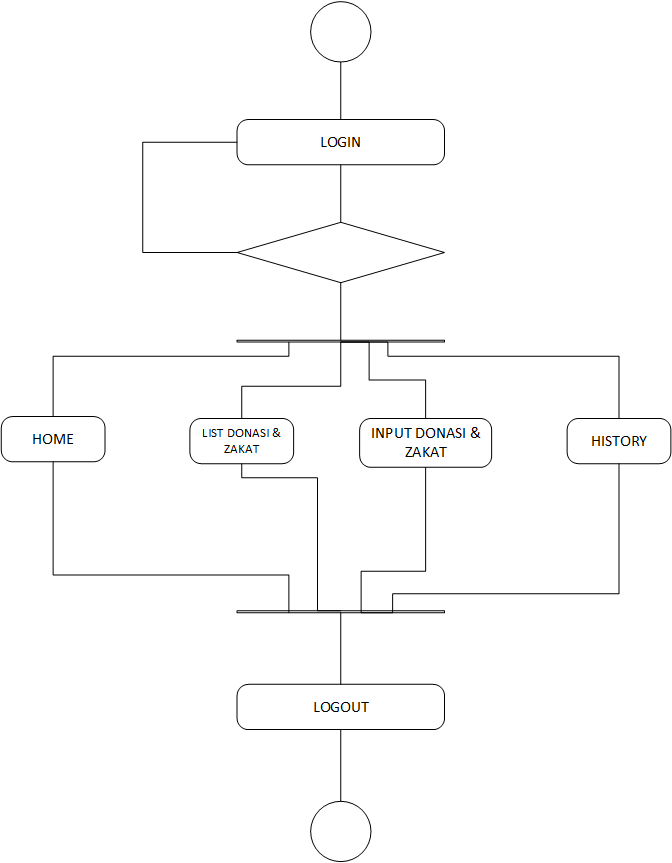 LOGIN
HOME
LIST DONASI &
ZAKAT
INPUT DONASI &
ZAKAT
HISTORY
LOGOUT